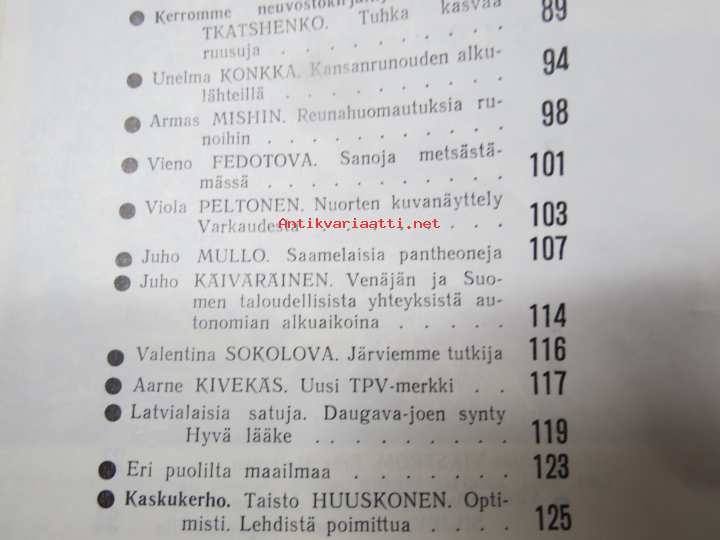 Kerromme
TKATSHENKO. Tuhka kasvaa
ruusuja . . . . . . . . . . 89
Unelma KONKKA. Kansanrunouden alku-
lähteillä . . . . . . . . . . 94
Armas MISHIN. Reunahuomautuksia ru-
noihin . . . . . . . . . . 98
Vieno FEDOTOVA. Sanoja metsästä-
mässä . . . . . . . . . . 101
Viola PELTONEN. Nuorten kuvanäyttely
Varkaudesta . . . . . . . 103
Antikvariaatti.net
Juho MULLO. Saamelaisia pantheoneja 107
Juho KÄIVÄRÄINEN. Venäjän ja Suo-
men taloudellisista yhteyksistä au-
tonomian alkuaikoina . . . . . 114
Valentina SOKOLOVA. Järviemme tutkija 116
Aarne KIVEKÄS. Uusi TPV-merkki . . 117
Latvialaisia satuja. Daugava-joen synty
Hyvä lääke . . . . . . . . 119
Eri puolilta maailmaa . . . . . . . 123
Kaskukerho. Taisto HUUSKONEN. Opti-
misti. Lehdistä poimittua . . . . 125